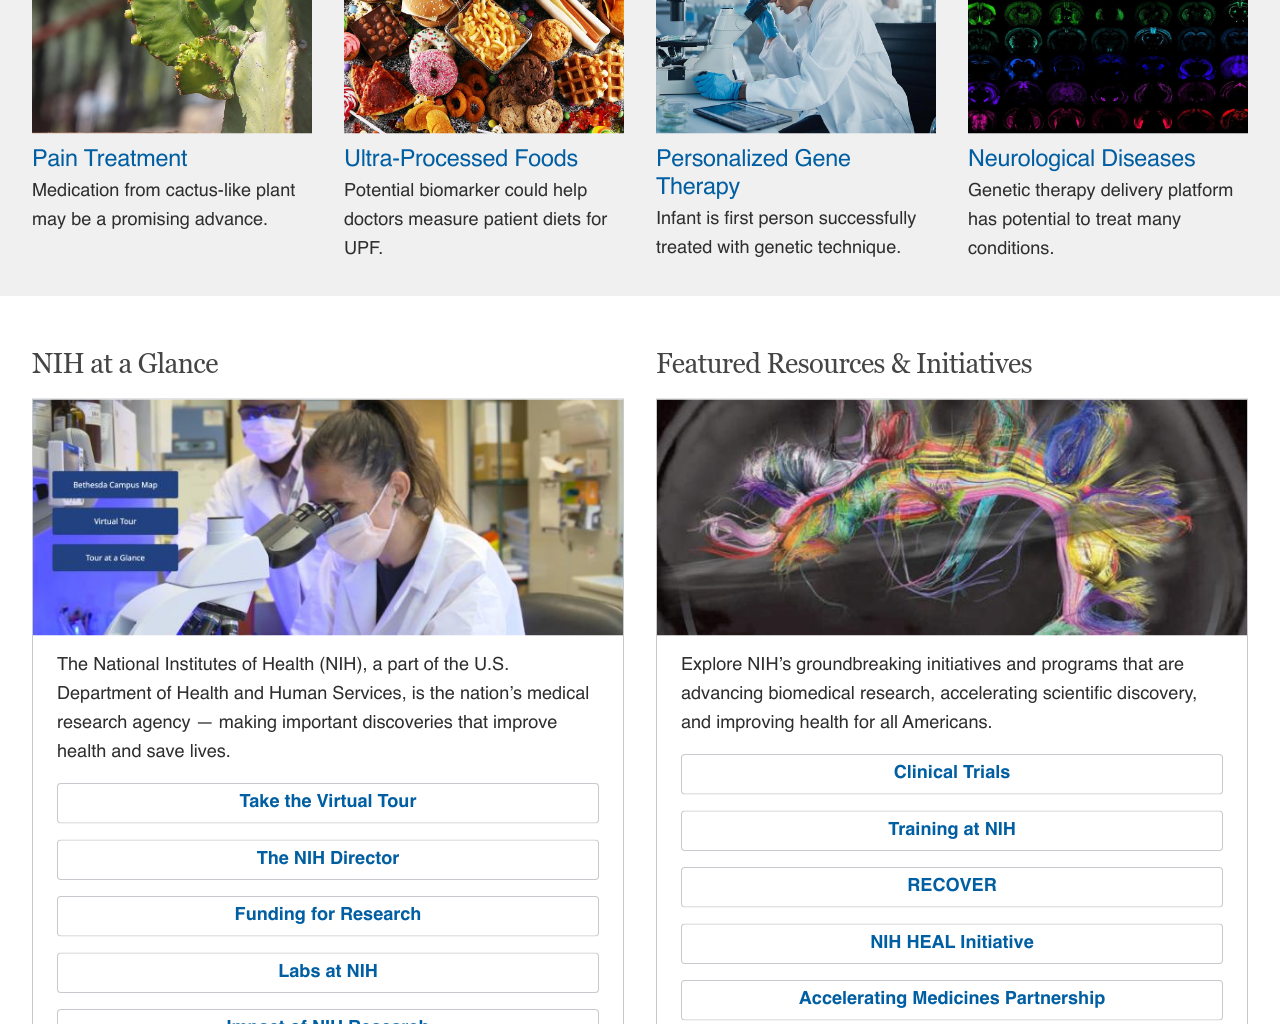 Pain Treatment
Medication from cactus-like plant
may be a promising advance.
Ultra-Processed Foods
Potential biomarker could help
doctors measure patient diets for
UPF.
Personalized Gene
Therapy
Infant is first person successfully
treated with genetic technique.
Neurological Diseases
Genetic therapy delivery platform
has potential to treat many
conditions.
NIH at a Glance
Bethesda Campus Map
Virtual Tour
Tour at a Glance
The National Institutes of Health (NIH), a part of the U.S.
Department of Health and Human Services, is the nation’s medical
research agency — making important discoveries that improve
health and save lives.
Take the Virtual Tour
The NIH Director
Funding for Research
Labs at NIH
Impact of NIH Research
Featured Resources & Initiatives
Explore NIH’s groundbreaking initiatives and programs that are
advancing biomedical research, accelerating scientific discovery,
and improving health for all Americans.
Clinical Trials
Training at NIH
RECOVER
NIH HEAL Initiative
Accelerating Medicines Partnership